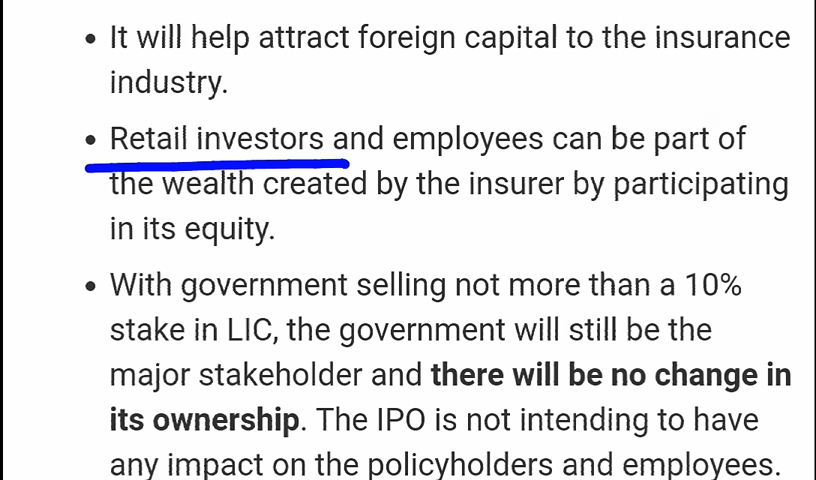 • It will help attract foreign capital to the insurance
industry.
• Retail investors and employees can be part of
the wealth created by the insurer by participating
in its equity.
• With government selling not more than a 10%
stake in LIC, the government will still be the
major stakeholder and there will be no change in
its ownership. The IPO is not intending to have
any impact on the policyholders and employees.